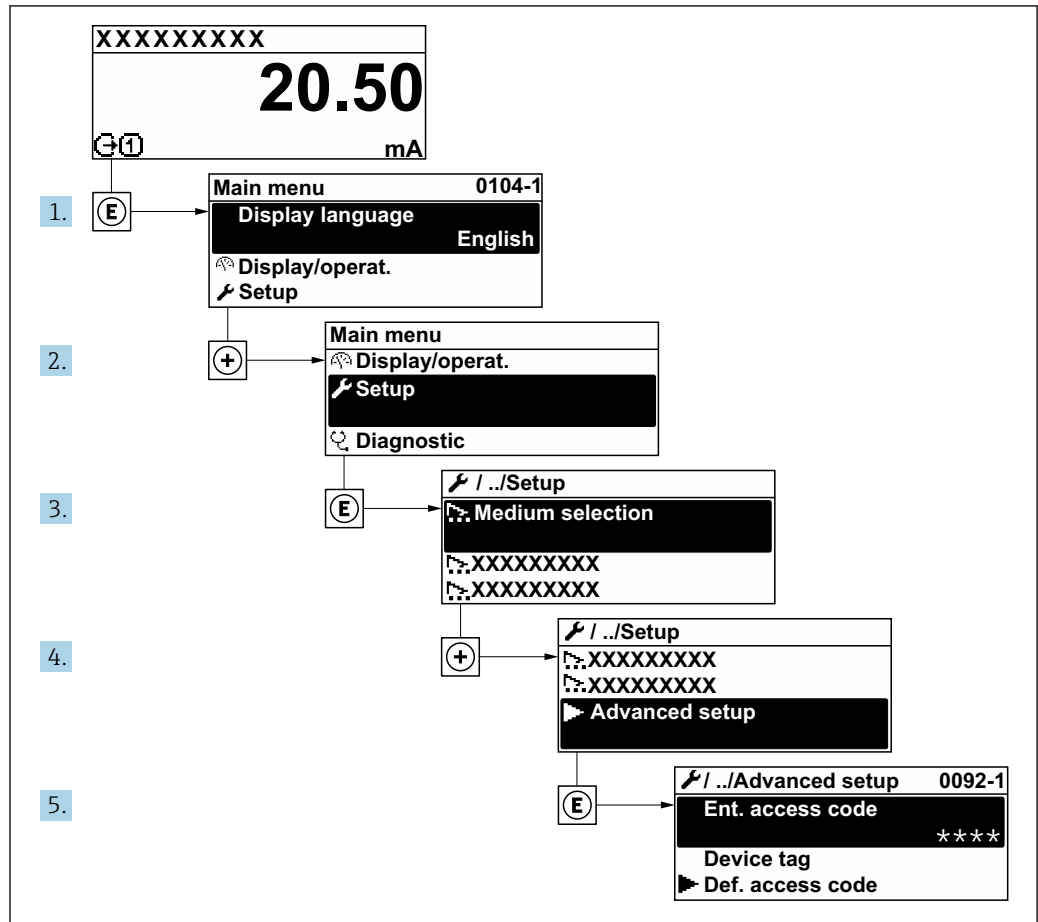 XXXXXXXXX
20.50
1 mA
1. E
Main menu 0104-1
Display language
English
Display/operat.
Setup
2. +
Main menu
Display/operat.
Setup
Diagnostic
3. E
/ ../Setup
Medium selection
XXXXXXXXX
XXXXXXXXX
4. +
/ ../Setup
XXXXXXXXX
XXXXXXXXX
Advanced setup
5. E
/ ../Advanced setup 0092-1
Ent. access code
****
Device tag
Def. access code